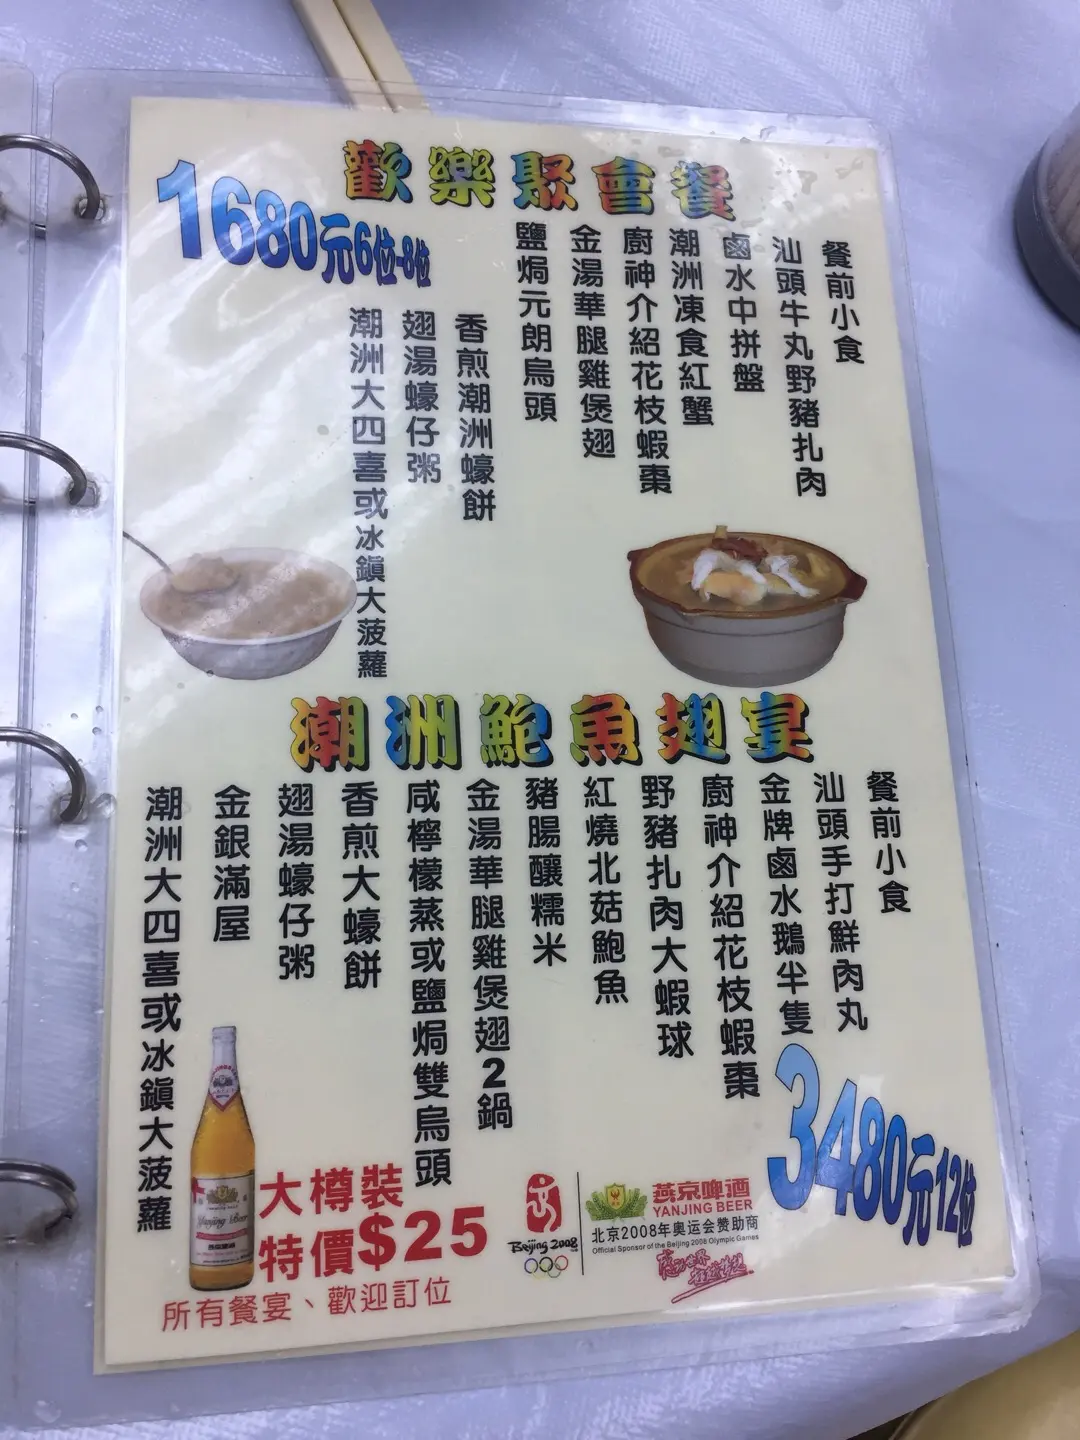 歡樂聚會餐
1680元6位-8位
餐前小食
汕頭牛丸野豬扎肉
鹵水中拼盤
潮洲凍食紅蟹
廚神介紹花枝蝦棗
金湯華腿雞煲翅
鹽焗元朗烏頭
香煎潮洲蠔餅
翅湯蠔仔粥
潮洲大四喜或冰鎮大菠蘿
潮洲鮑魚翅宴
餐前小食
汕頭手打鮮肉丸
金牌鹵水鵝半隻
廚神介紹花枝蝦棗
野豬扎肉大蝦球
紅燒北菇鮑魚
豬腸釀糯米
金湯華腿雞煲翅2鍋
咸檸檬蒸或鹽焗雙烏頭
香煎大蠔餅
翅湯蠔仔粥
金銀滿屋
潮洲大四喜或冰鎮大菠蘿
3480元12位
Yanjing Beer
大樽裝
特價$25
所有餐宴、歡迎訂位
Beijing 2008
燕京啤酒
YANJING BEER
北京2008年奥运会赞助商
Official Sponsor of the Beijing 2008 Olympic Games